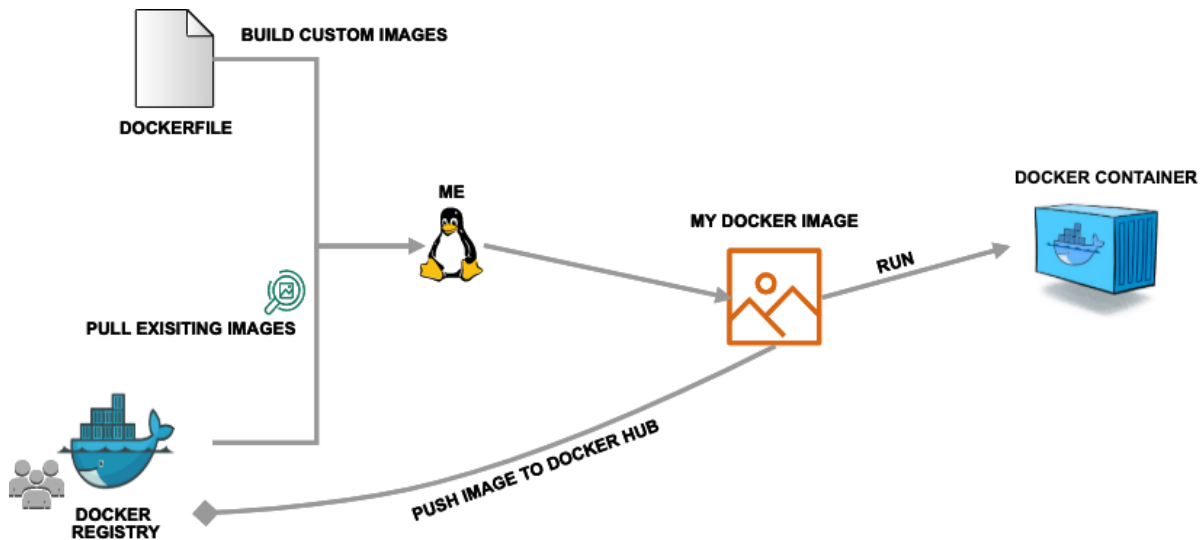 BUILD CUSTOM IMAGES
DOCKERFILE
ME
DOCKER CONTAINER
MY DOCKER IMAGE
RUN
PULL EXISITING IMAGES
PUSH IMAGE TO DOCKER HUB
DOCKER
REGISTRY